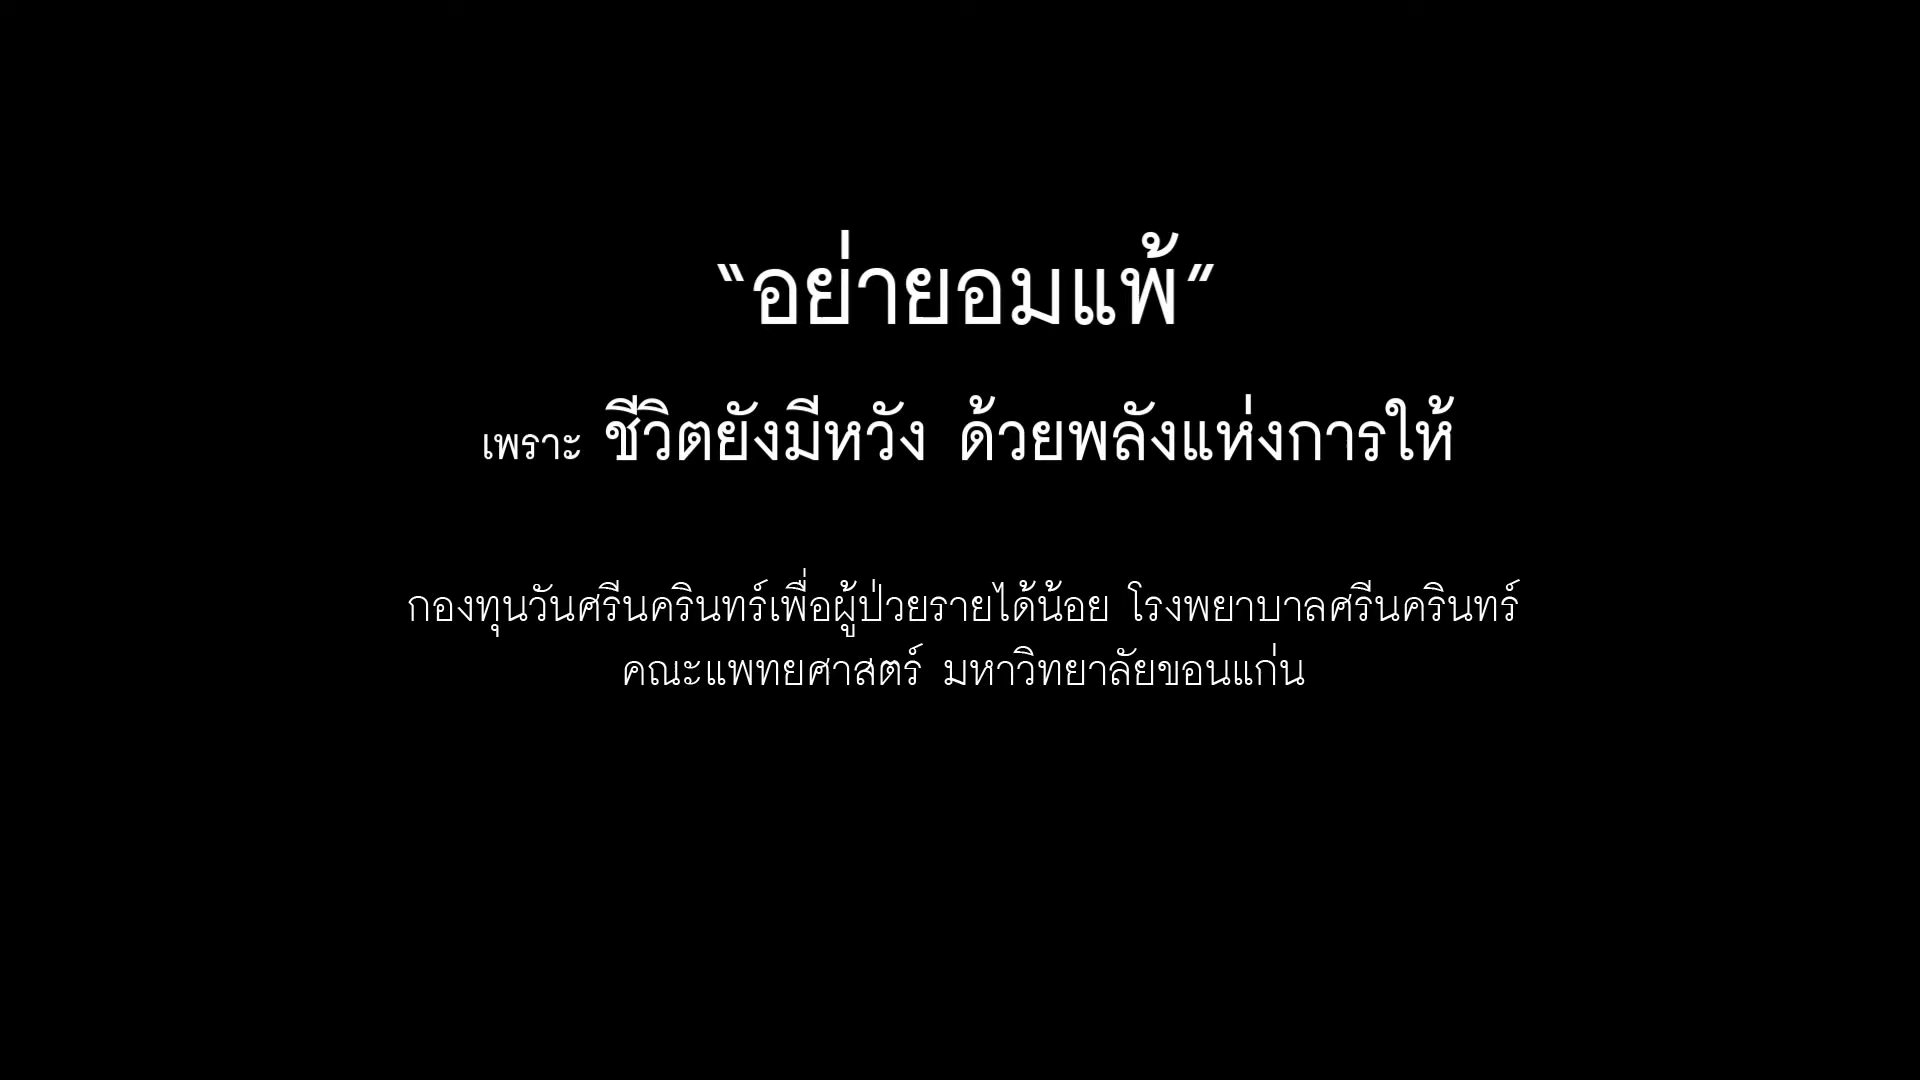 “อย่ายอมแพ้”
เพราะ ชีวิตยังมีหวัง ด้วยพลังแห่งการให้
กองทุนวันศรีนครินทร์เพื่อผู้ป่วยรายได้น้อย โรงพยาบาลศรีนครินทร์
คณะแพทยศาสตร์ มหาวิทยาลัยขอนแก่น